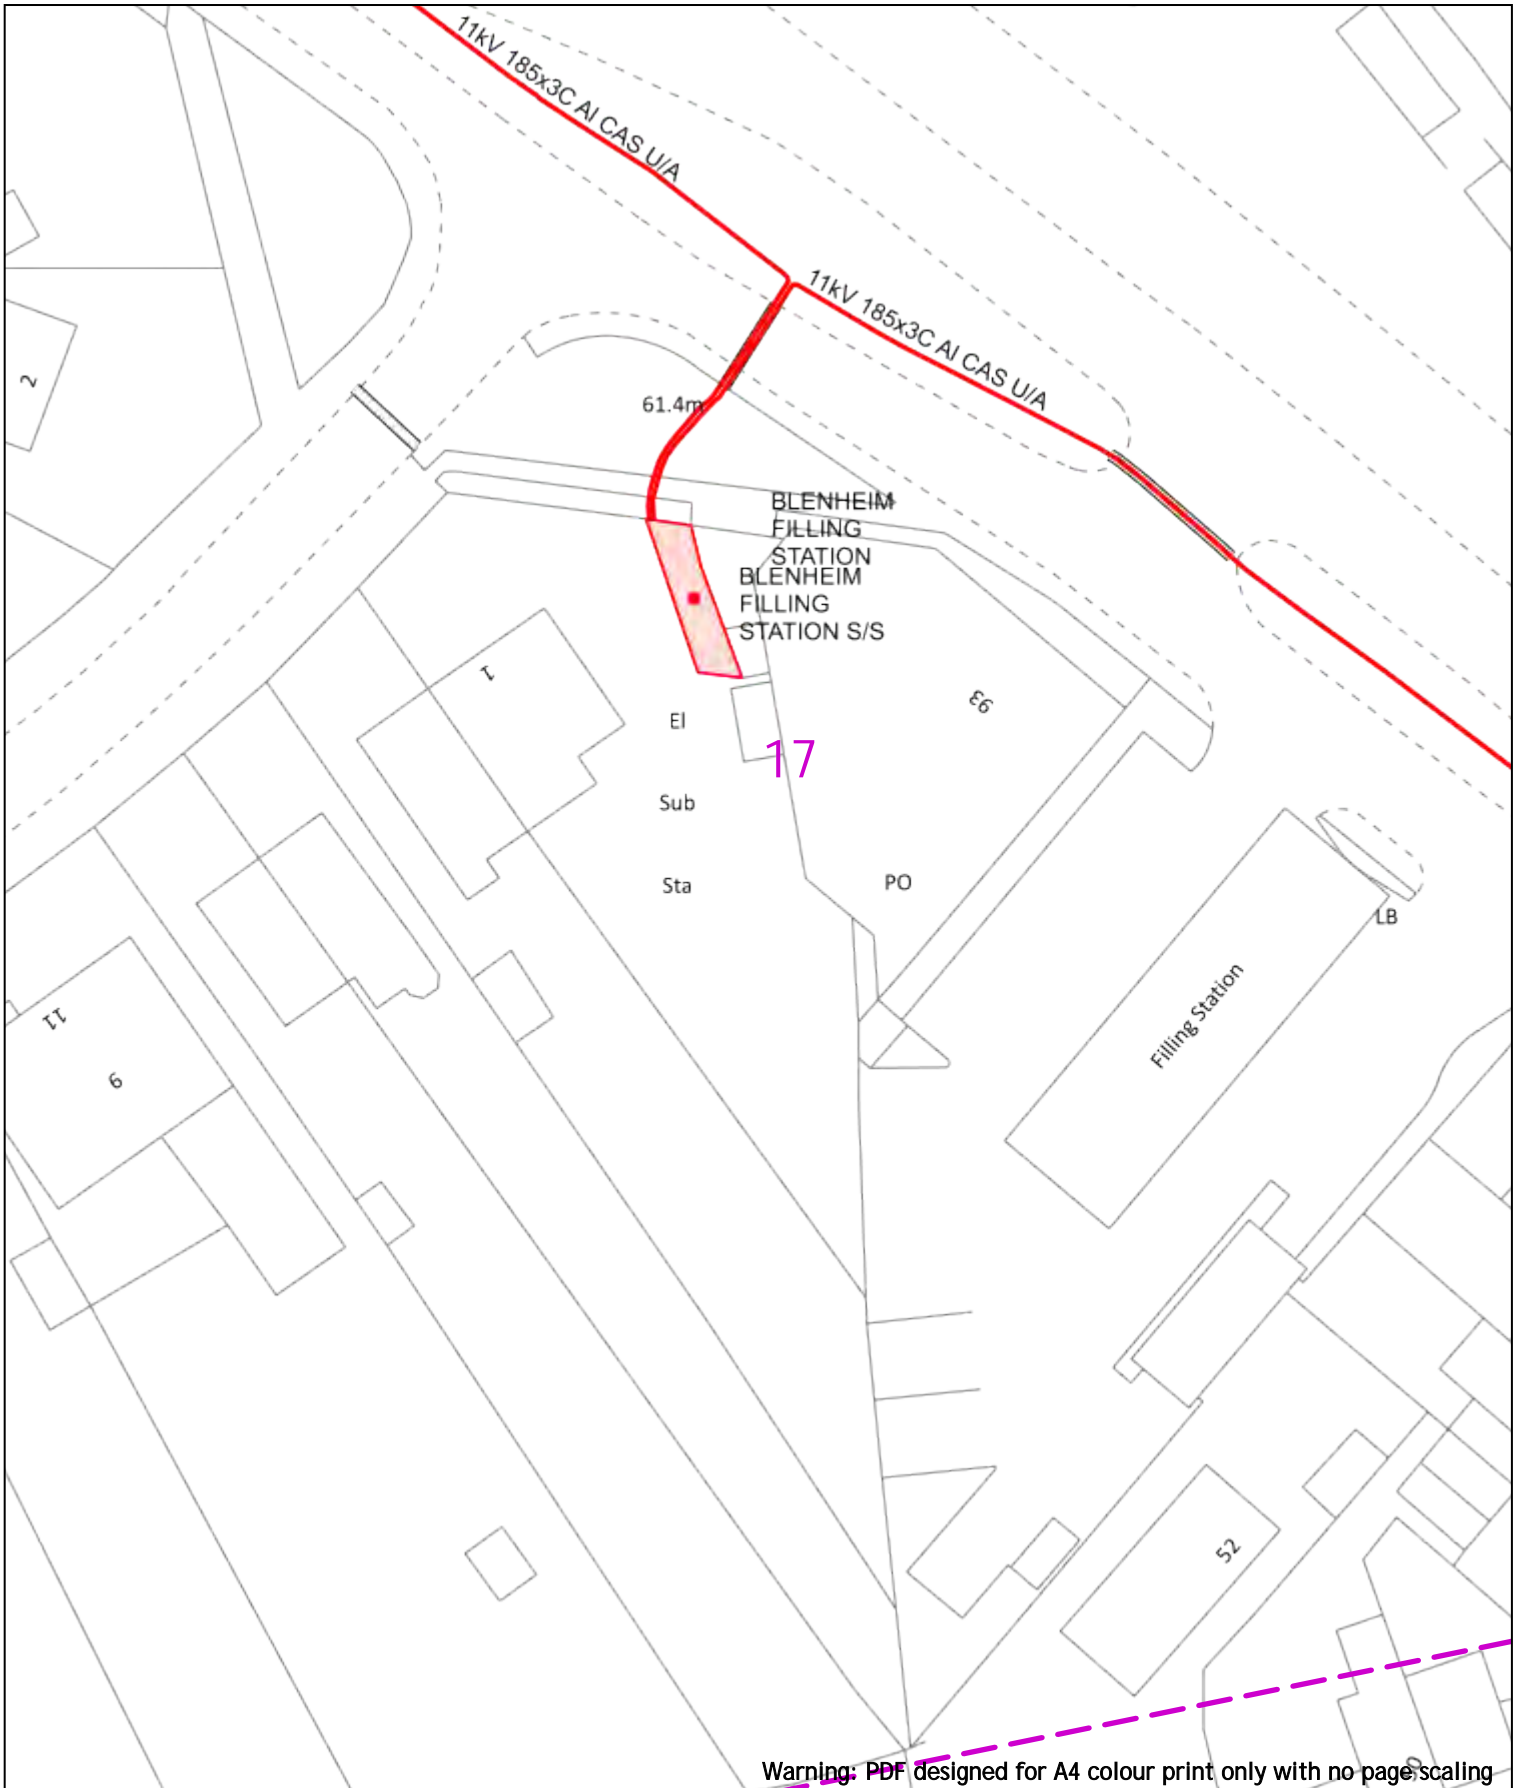 11kV 185x3C Al CAS U/A
11kV 185x3C Al CAS U/A
2
61.4m
BLENHEIM
FILLING
STATION
BLENHEIM
FILLING
STATION S/S
1
93
El
17
Sub
Sta
PO
LB
Filling Station
11
9
52
Warning: PDF designed for A4 colour print only with no page scaling